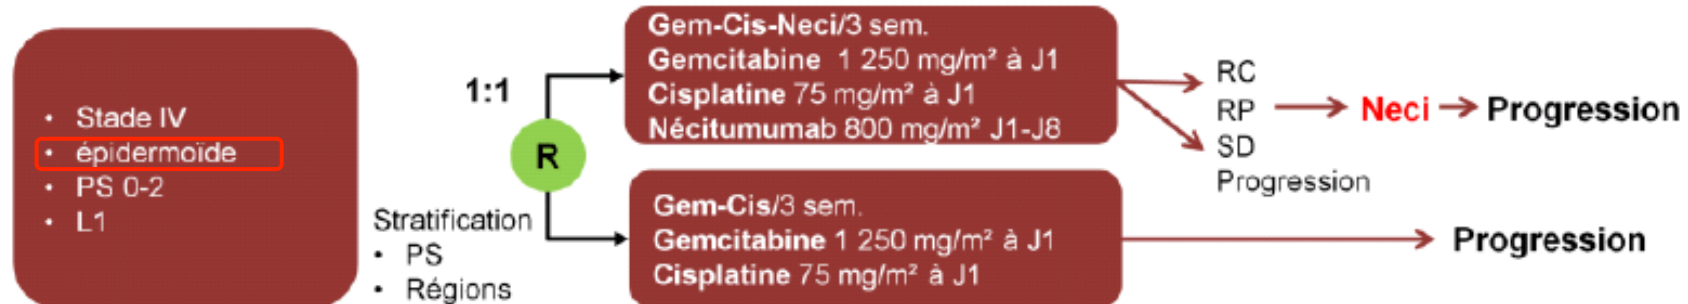 • Stade IV
• épidermoïde
• PS 0-2
• L1
1:1
R
Stratification
• PS
• Régions
Gem-Cis-Neci/3 sem.
Gemcitabine 1 250 mg/m² à J1
Cisplatine 75 mg/m² à J1
Nécitumumab 800 mg/m² J1-J8
RC
RP
SD
Progression
Neci
Progression
Gem-Cis/3 sem.
Gemcitabine 1 250 mg/m² à J1
Cisplatine 75 mg/m² à J1
Progression